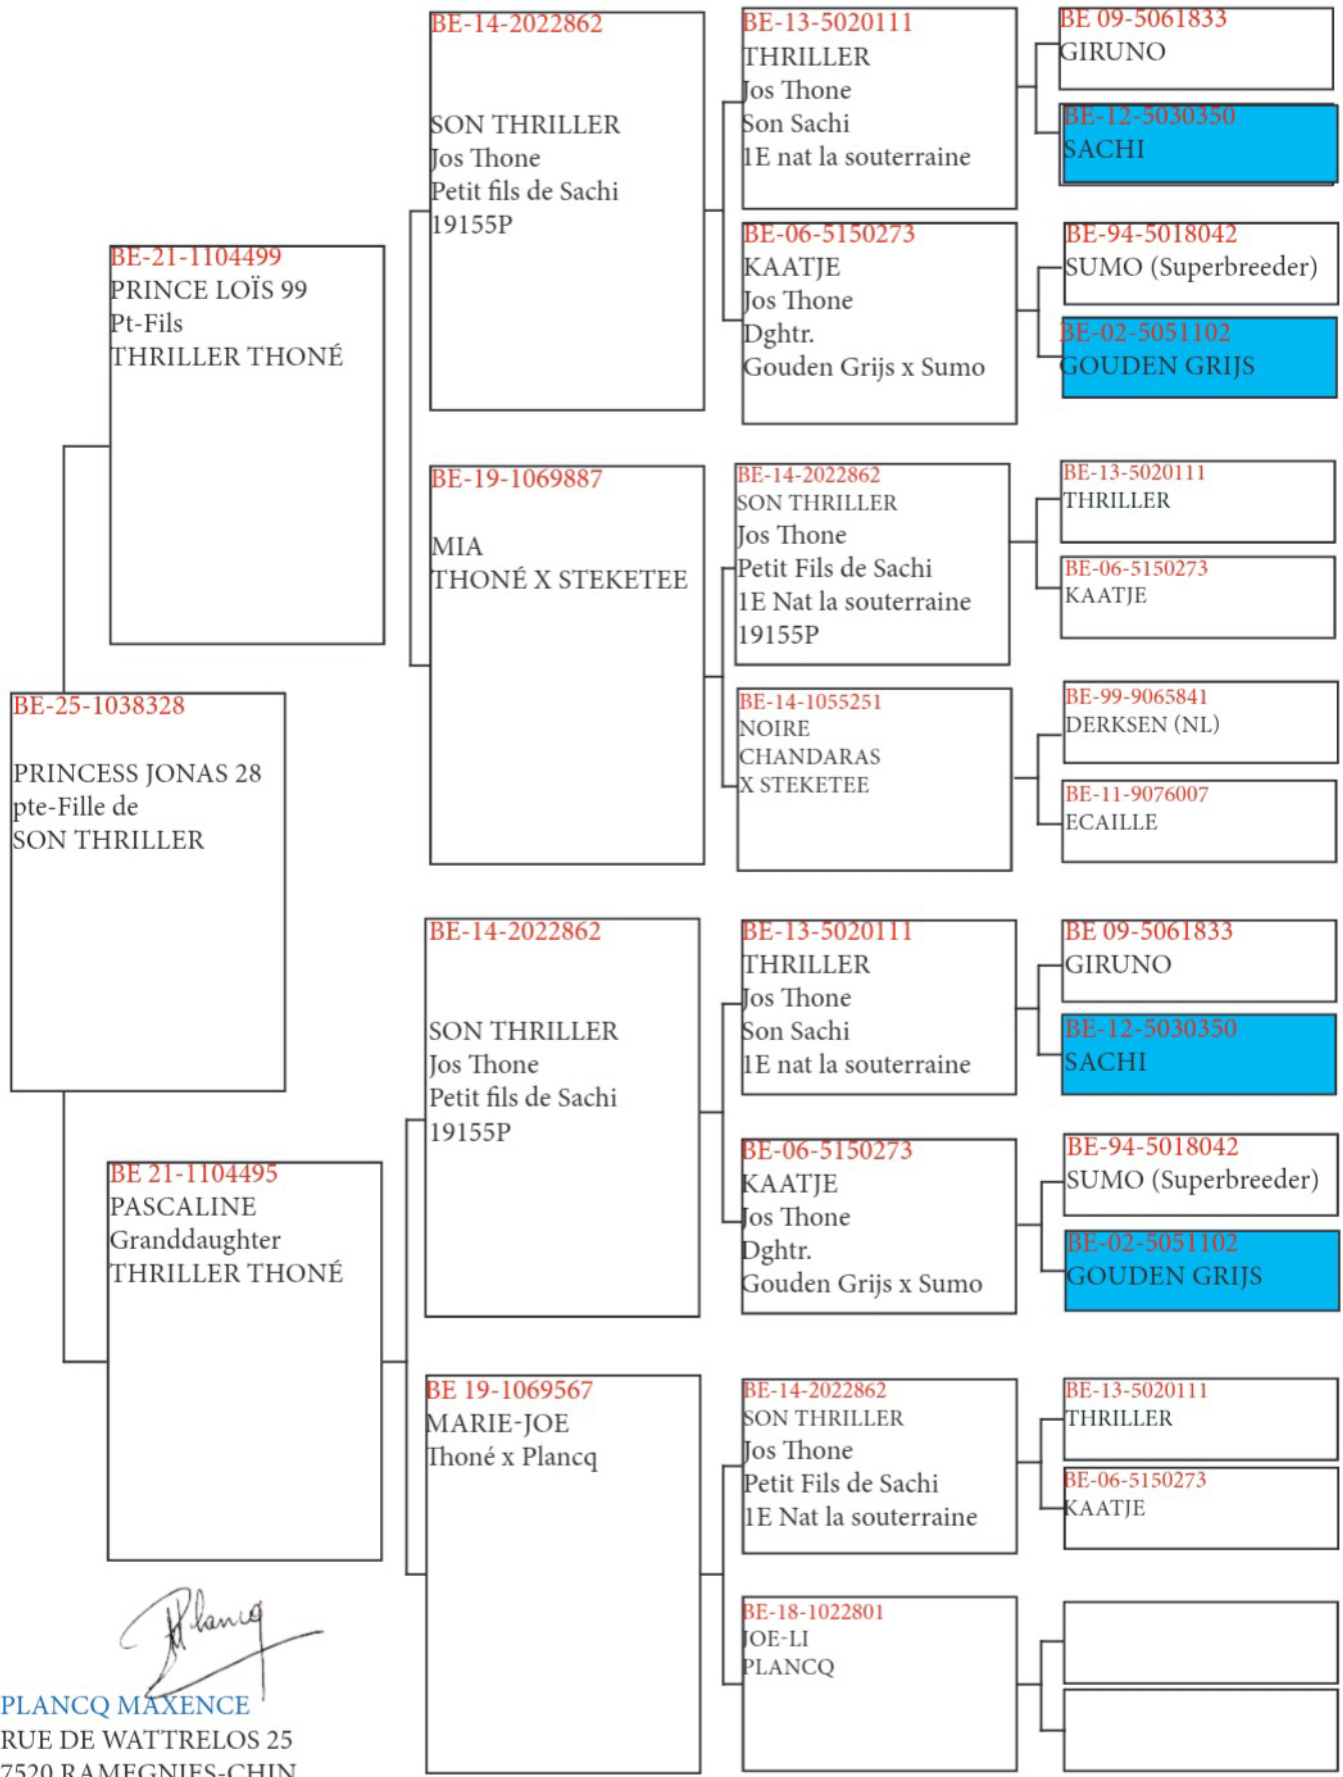 BE-25-1038328
PRINCESS JONAS 28
pte-Fille de
SON THRILLER
BE-21-1104499
PRINCE LOÏS 99
Pt-Fils
THRILLER THONÉ
BE 21-1104495
PASCALINE
Granddaughter
THRILLER THONÉ
BE-14-2022862
SON THRILLER
Jos Thone
Petit fils de Sachi
19155P
BE-19-1069887
MIA
THONÉ X STEKETEE
BE-14-2022862
SON THRILLER
Jos Thone
Petit fils de Sachi
19155P
BE 19-1069567
MARIE-JOE
Thoné x Plancq
BE-13-5020111
THRILLER
Jos Thone
Son Sachi
1E nat la souterraine
BE-06-5150273
KAATJE
Jos Thone
Dghtr.
Gouden Grijs x Sumo
BE-14-2022862
SON THRILLER
Jos Thone
Petit Fils de Sachi
1E Nat la souterraine
19155P
BE-14-1055251
NOIRE
CHANDARAS
X STEKETEE
BE-13-5020111
THRILLER
Jos Thone
Son Sachi
1E nat la souterraine
BE-06-5150273
KAATJE
Jos Thone
Dghtr.
Gouden Grijs x Sumo
BE-14-2022862
SON THRILLER
Jos Thone
Petit Fils de Sachi
1E Nat la souterraine
BE-18-1022801
JOE-LI
PLANCQ
BE 09-5061833
GIRUNO
BE-12-5030350
SACHI
BE-94-5018042
SUMO (Superbreeder)
BE-02-5051102
GOUDEN GRIJS
BE-13-5020111
THRILLER
BE-06-5150273
KAATJE
BE-99-9065841
DERKSEN (NL)
BE-11-9076007
ECAILLE
BE 09-5061833
GIRUNO
BE-12-5030350
SACHI
BE-94-5018042
SUMO (Superbreeder)
BE-02-5051102
GOUDEN GRIJS
BE-13-5020111
THRILLER
BE-06-5150273
KAATJE
Plancq
PLANCQ MAXENCE
RUE DE WATTRELOS 25
7520 RAMEGNIES-CHIN